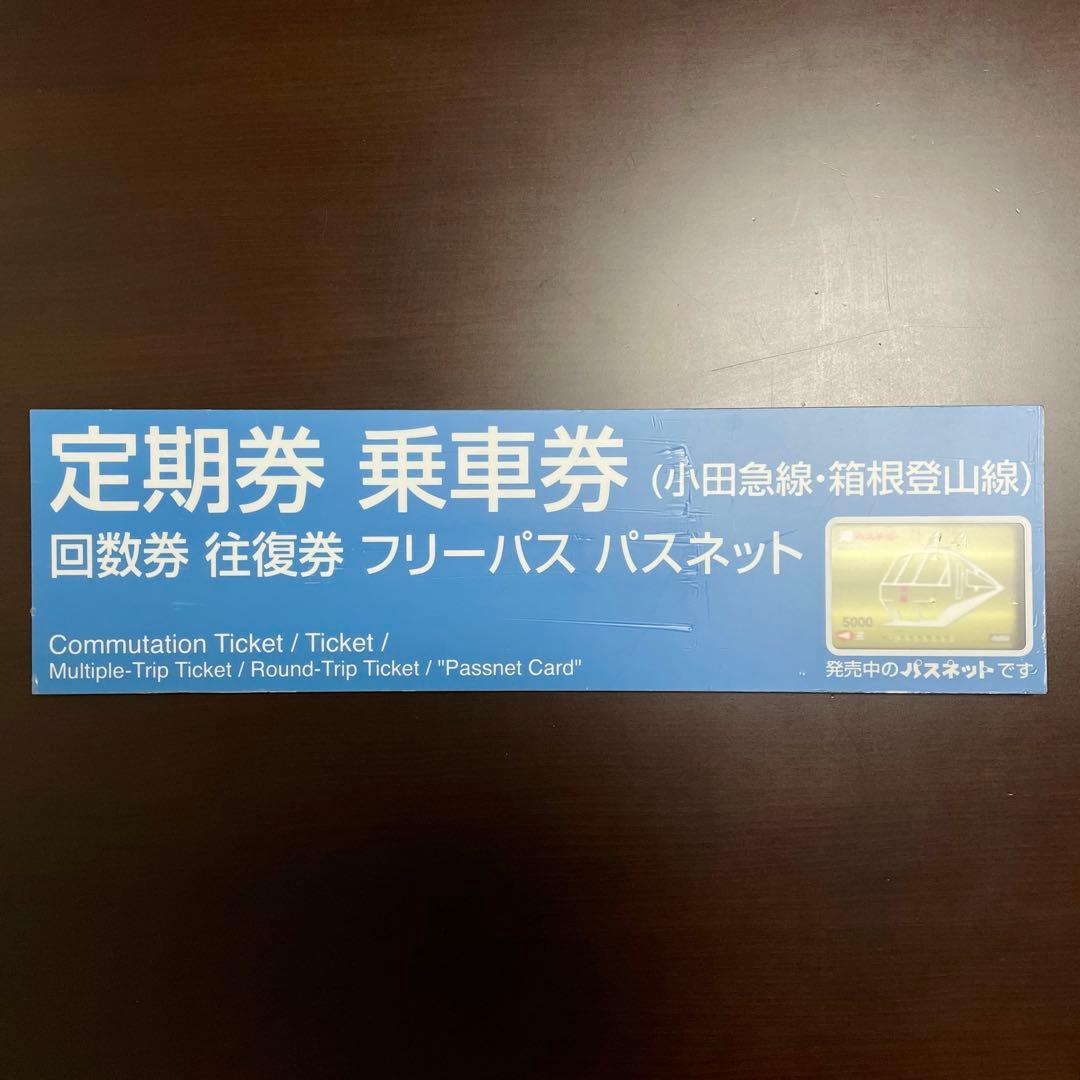 定期券 乗車券 (小田急線・箱根登山線)
回数券 往復券 フリーパス パスネット
Commutation Ticket / Ticket /
Multiple-Trip Ticket / Round-Trip Ticket / "Passnet Card"
5000
発売中のパスネットです